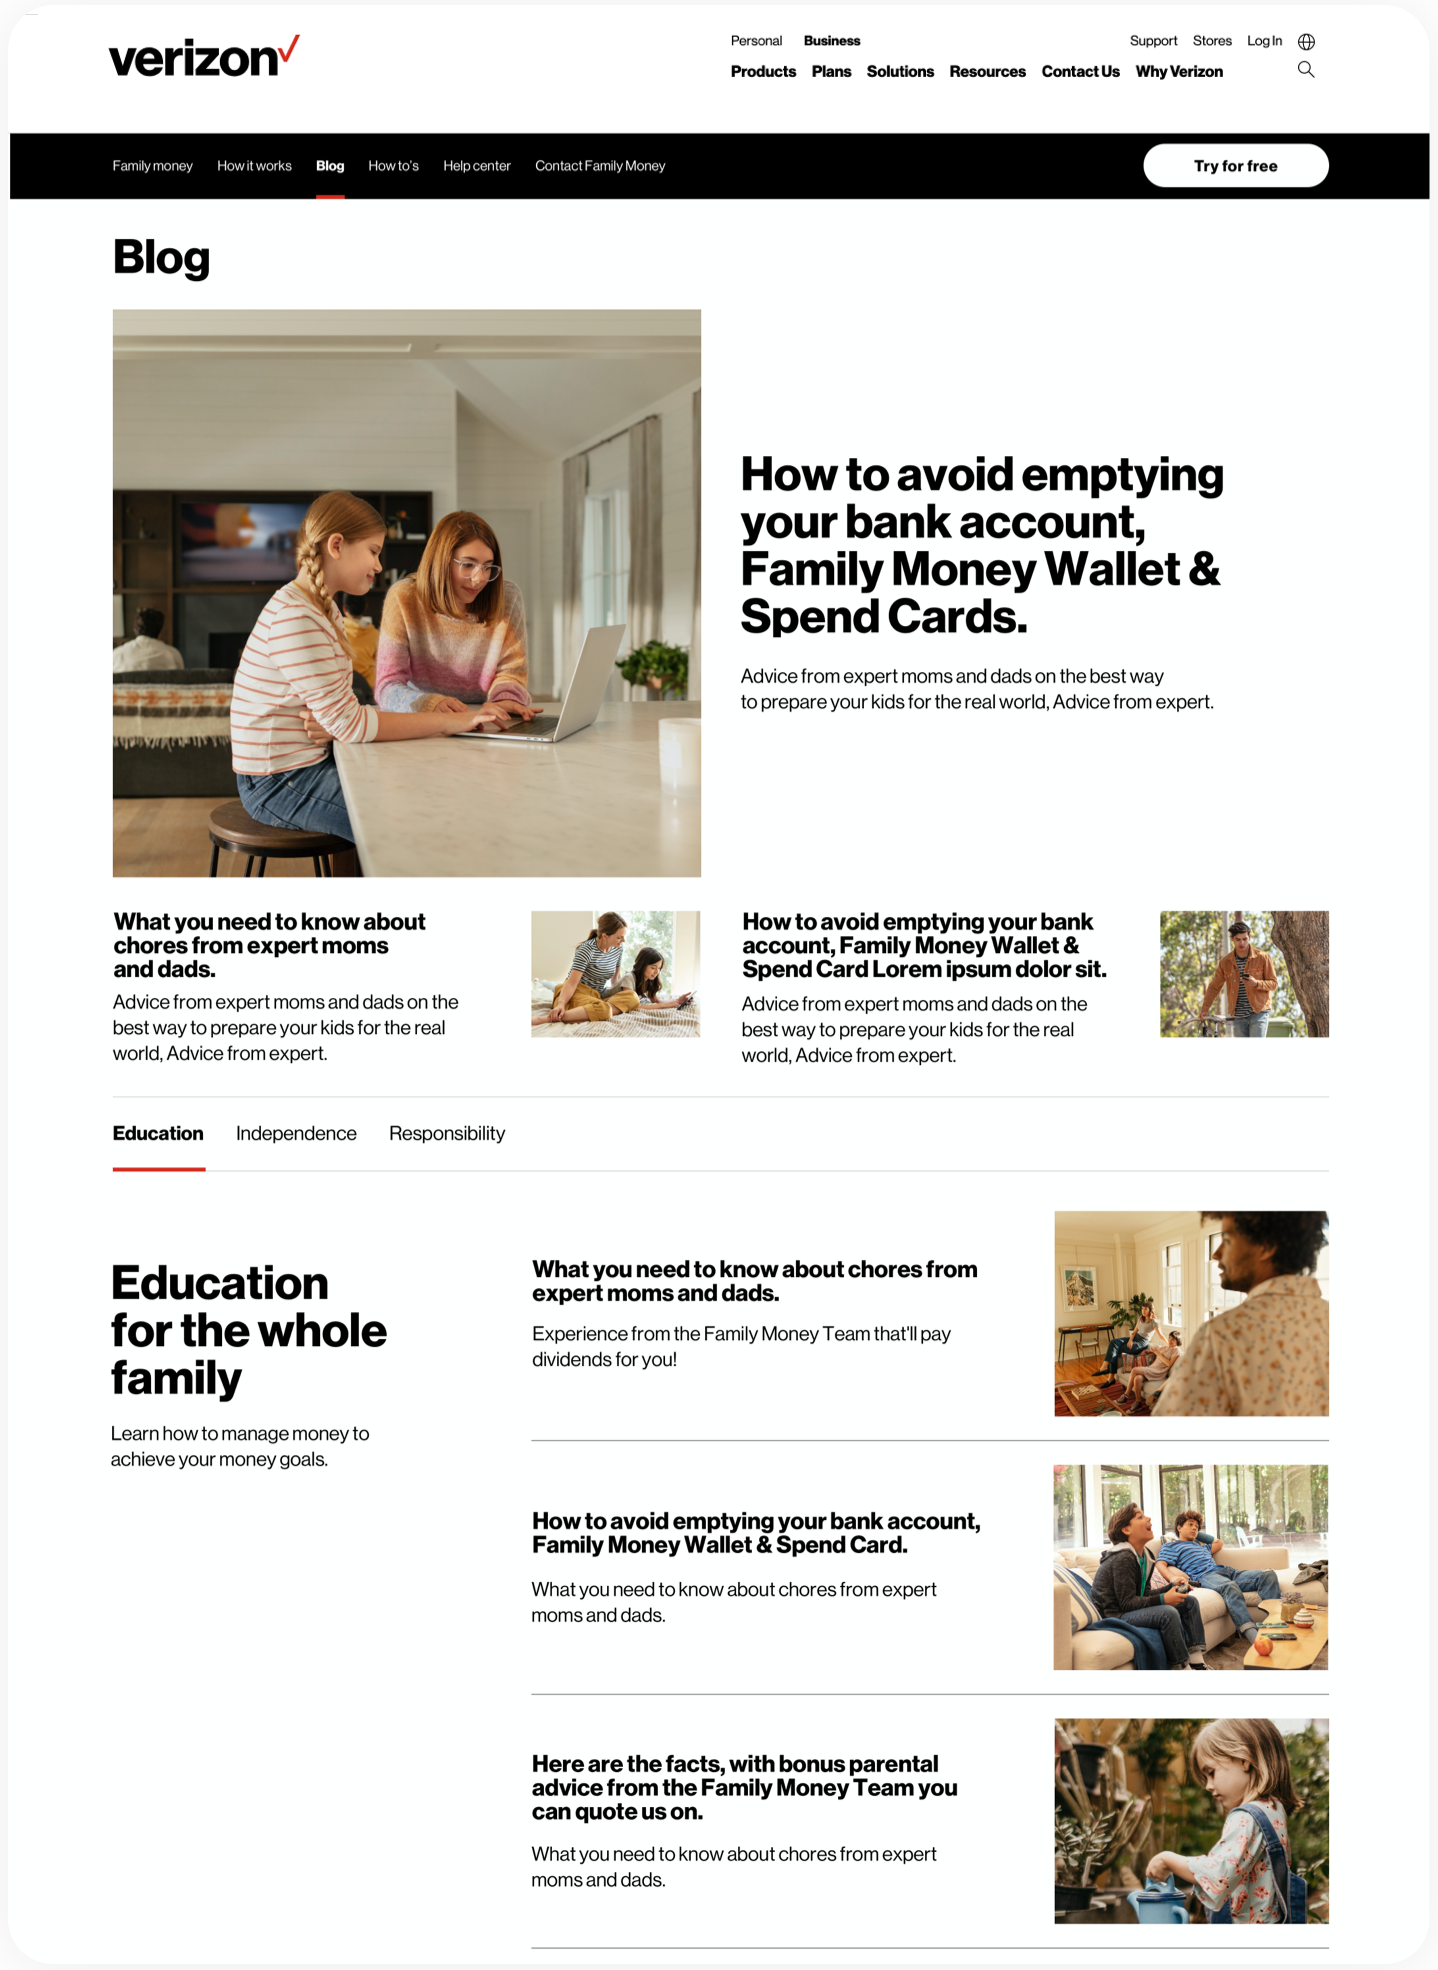 verizon
Personal Business
Support Stores Log In
Products Plans Solutions Resources Contact Us Why Verizon
Family money How it works Blog How to's Help center Contact Family Money
Try for free
Blog
How to avoid emptying
your bank account,
Family Money Wallet &
Spend Cards.
Advice from expert moms and dads on the best way
to prepare your kids for the real world, Advice from expert.
What you need to know about
chores from expert moms
and dads.
Advice from expert moms and dads on the
best way to prepare your kids for the real
world, Advice from expert.
How to avoid emptying your bank
account, Family Money Wallet &
Spend Card Lorem ipsum dolor sit.
Advice from expert moms and dads on the
best way to prepare your kids for the real
world, Advice from expert.
Education Independence Responsibility
Education
for the whole
family
Learn how to manage money to
achieve your money goals.
What you need to know about chores from
expert moms and dads.
Experience from the Family Money Team that'll pay
dividends for you!
How to avoid emptying your bank account,
Family Money Wallet & Spend Card.
What you need to know about chores from expert
moms and dads.
Here are the facts, with bonus parental
advice from the Family Money Team you
can quote us on.
What you need to know about chores from expert
moms and dads.